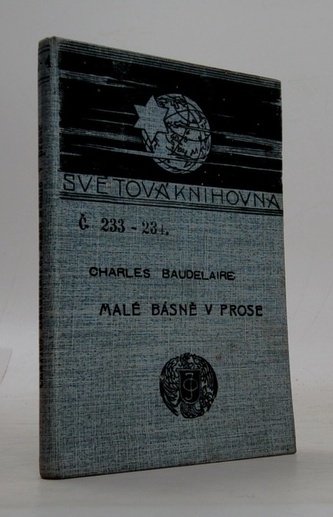 SVĚTOVÁ KNIHOVNA
Č. 233 - 234.
CHARLES BAUDELAIRE:
MALÉ BÁSNĚ V PROSE